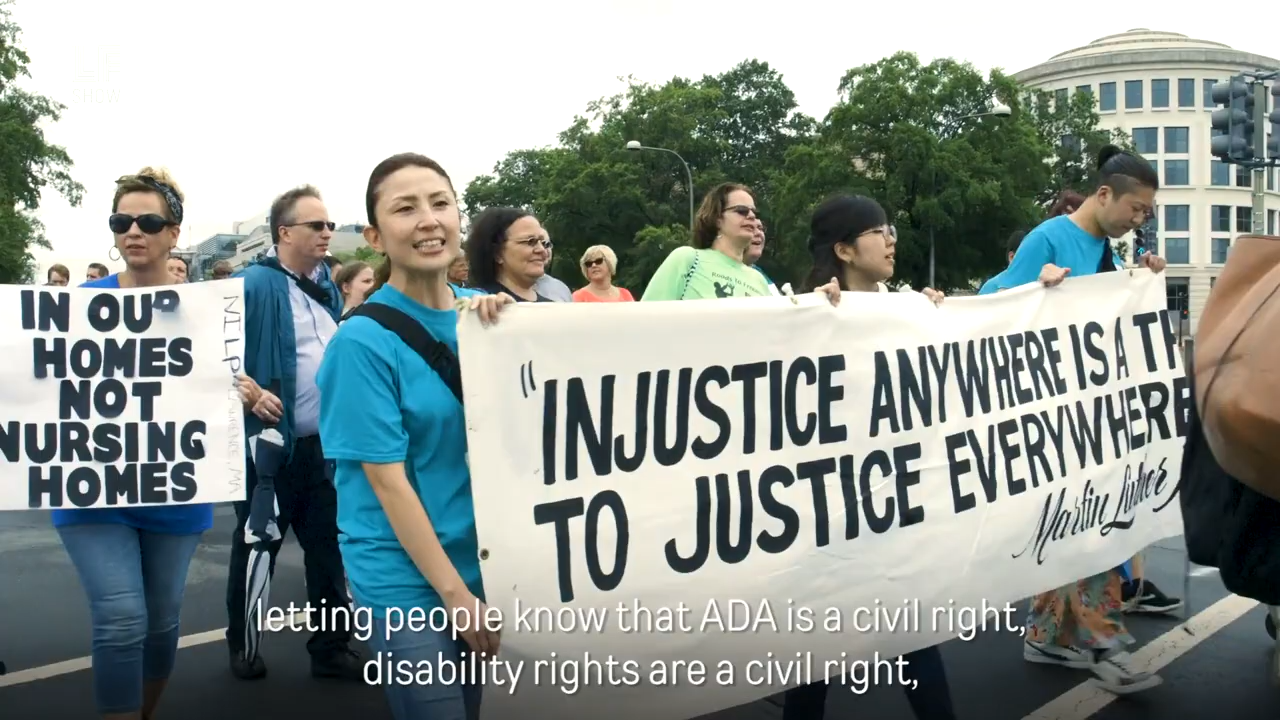 SHOW
IN OUR
HOMES
NOT
NURSING
HOMES
"INJUSTICE ANYWHERE IS A TH
TO JUSTICE EVERYWHERE
Martin Luther
letting people know that ADA is a civil right,
disability rights are a civil right,